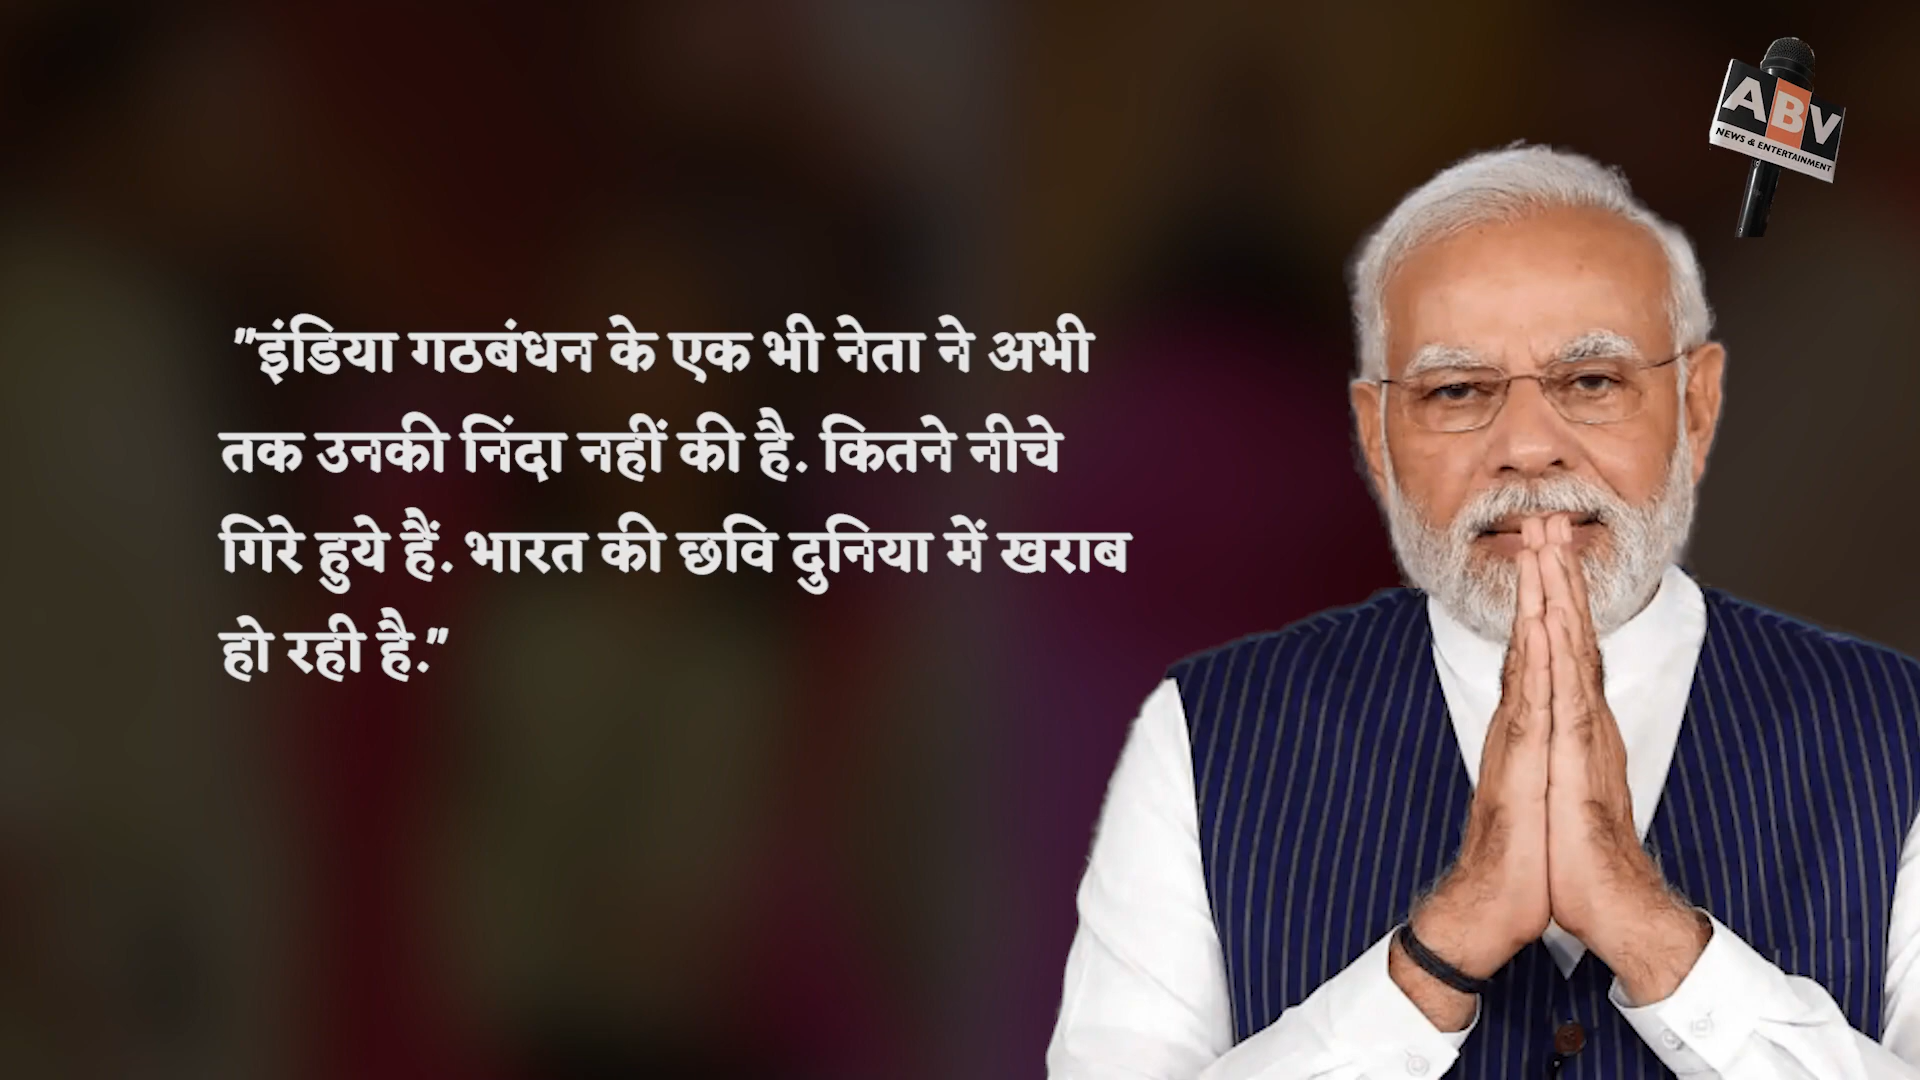 "इंडिया गठबंधन के एक भी नेता ने अभी
तक उनकी निंदा नहीं की है. कितने नीचे
गिरे हुये हैं. भारत की छवि दुनिया में खराब
हो रही है."
ABV
NEWS & ENTERTAINMENT